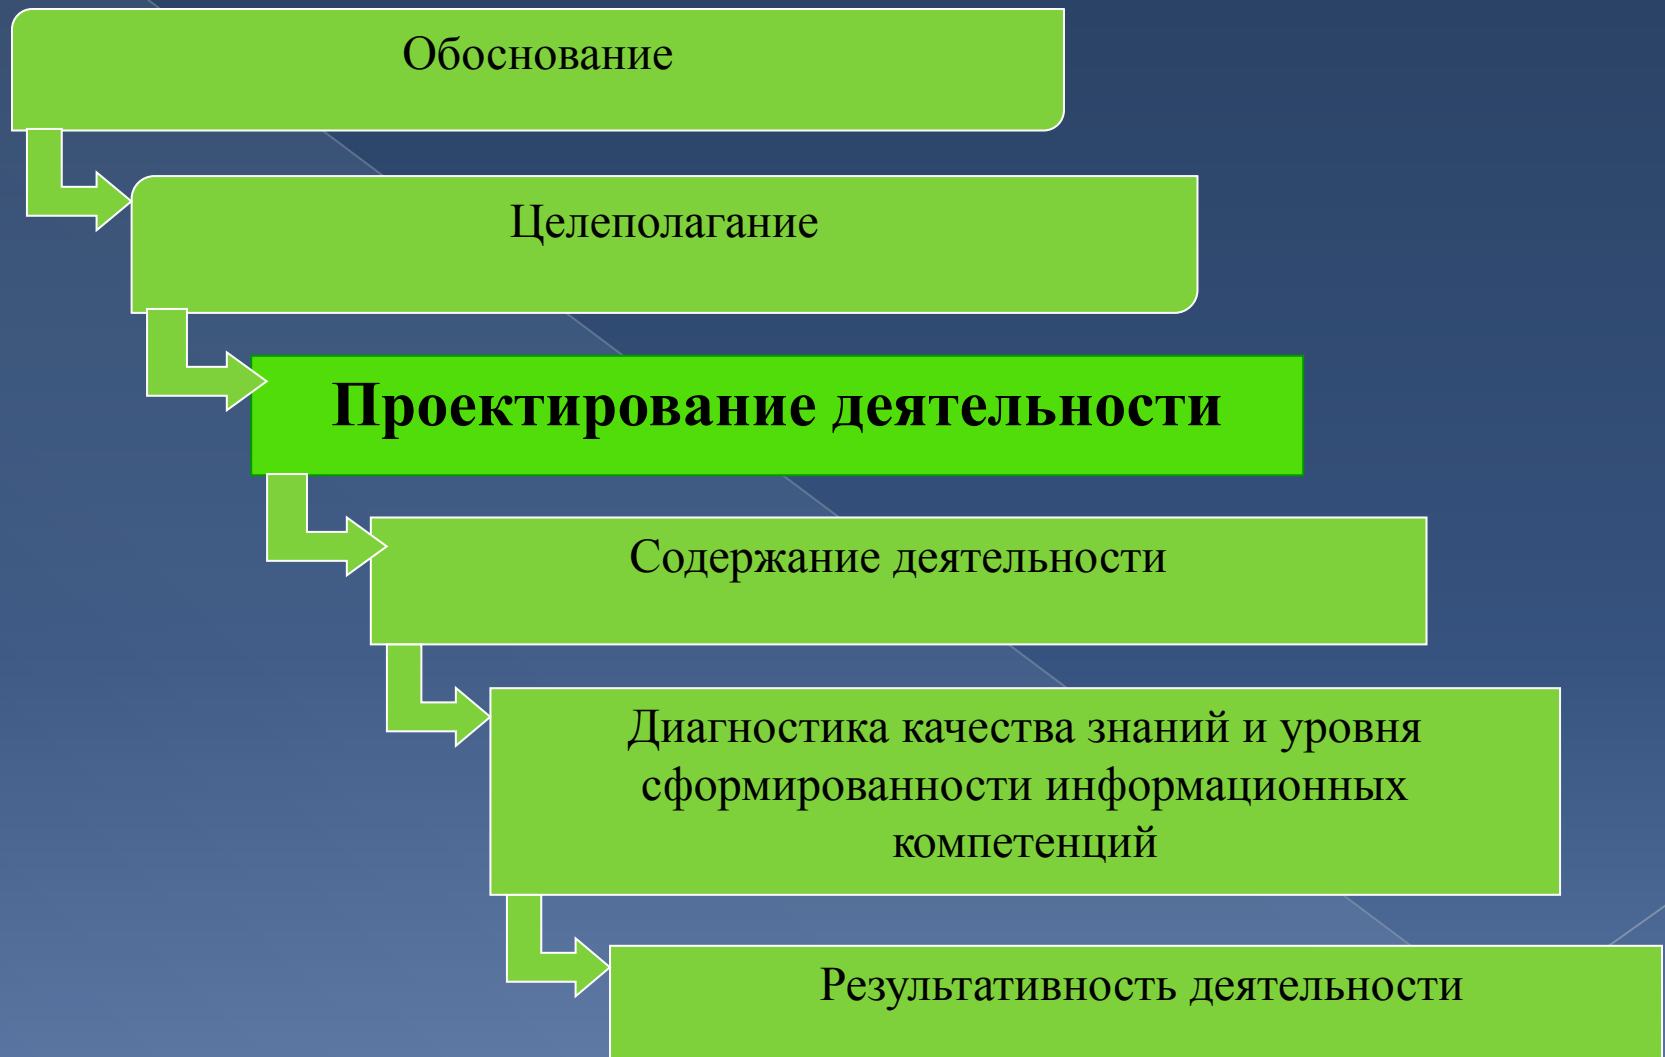 Обоснование
Целеполагание
Проектирование деятельности
Содержание деятельности
Диагностика качества знаний и уровня
сформированности информационных
компетенций
Результативность деятельности